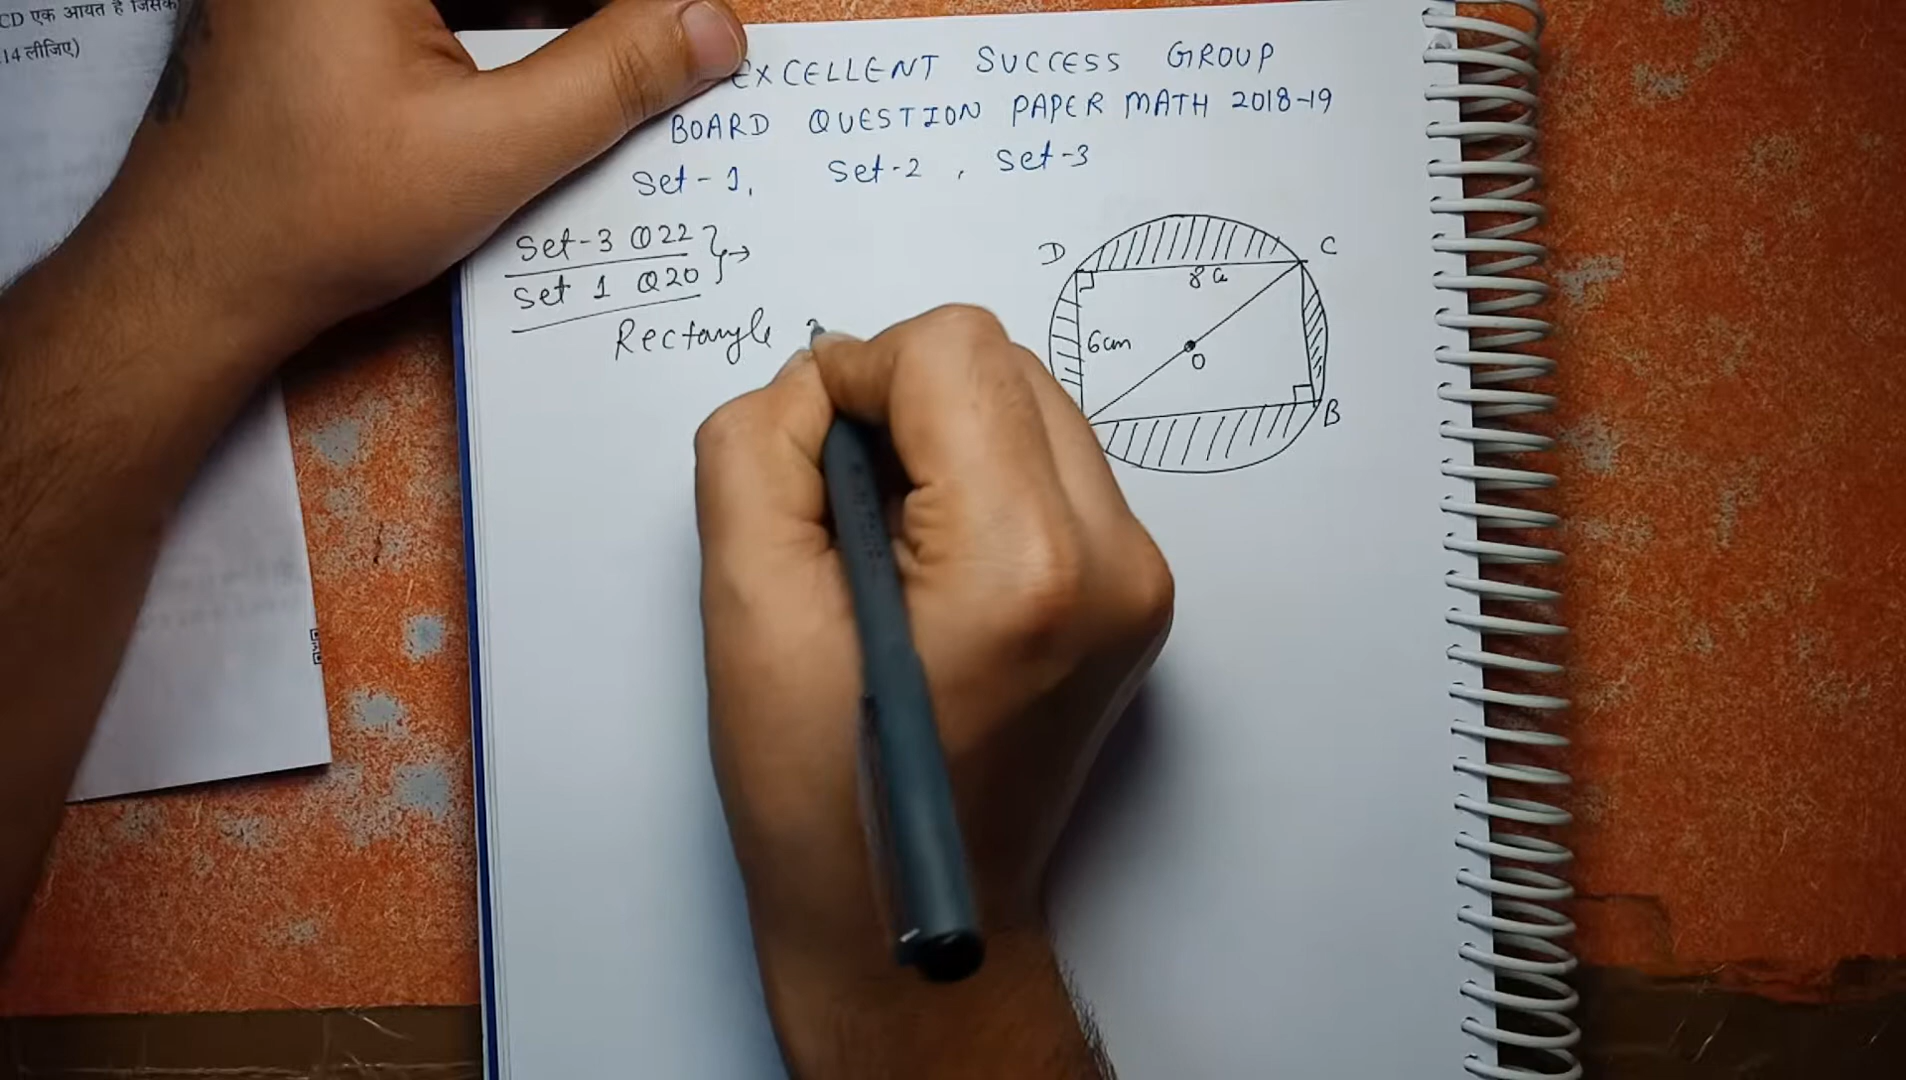 CD एक आयत है जिसक
14 लीजिए)
EXCELLENT SUCCESS GROUP
BOARD QUESTION PAPER MATH 2018-19
Set-1, Set-2, Set-3
Set-3 Q22
Set 1 Q20
Rectangle
D C
8
6cm
O
B